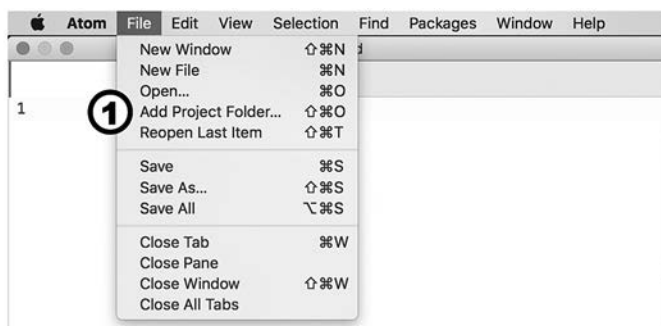 Atom File Edit View Selection Find Packages Window Help
New Window ⇧⌘N
New File ⌘N
Open... ⌘O
1
① Add Project Folder... ⇧⌘O
Reopen Last Item ⇧⌘T
Save ⌘S
Save As... ⇧⌘S
Save All ⌥⌘S
Close Tab ⌘W
Close Pane
Close Window ⇧⌘W
Close All Tabs